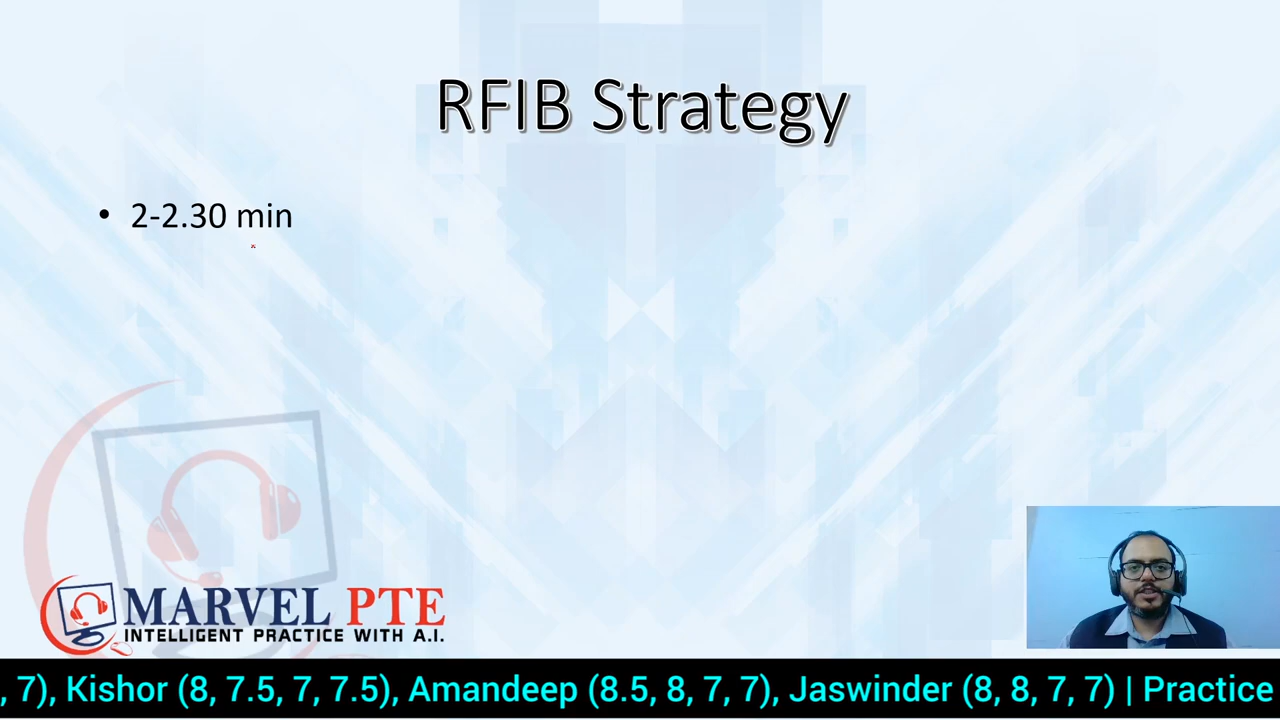 RFIB Strategy
• 2-2.30 min
MARVEL PTE
INTELLIGENT PRACTICE WITH A.I.
, 7), Kishor (8, 7.5, 7, 7.5), Amandeep (8.5, 8, 7, 7), Jaswinder (8, 8, 7, 7) | Practice